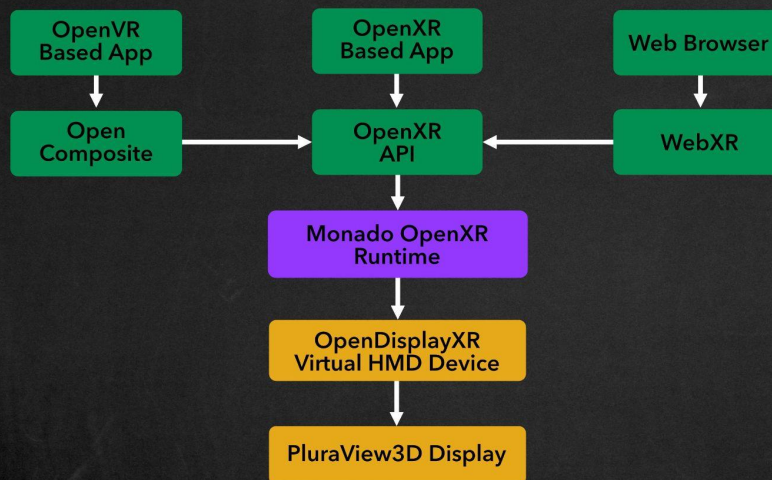 OpenVR
Based App
OpenXR
Based App
Web Browser
Open
Composite
OpenXR
API
WebXR
Monado OpenXR
Runtime
OpenDisplayXR
Virtual HMD Device
PluraView3D Display